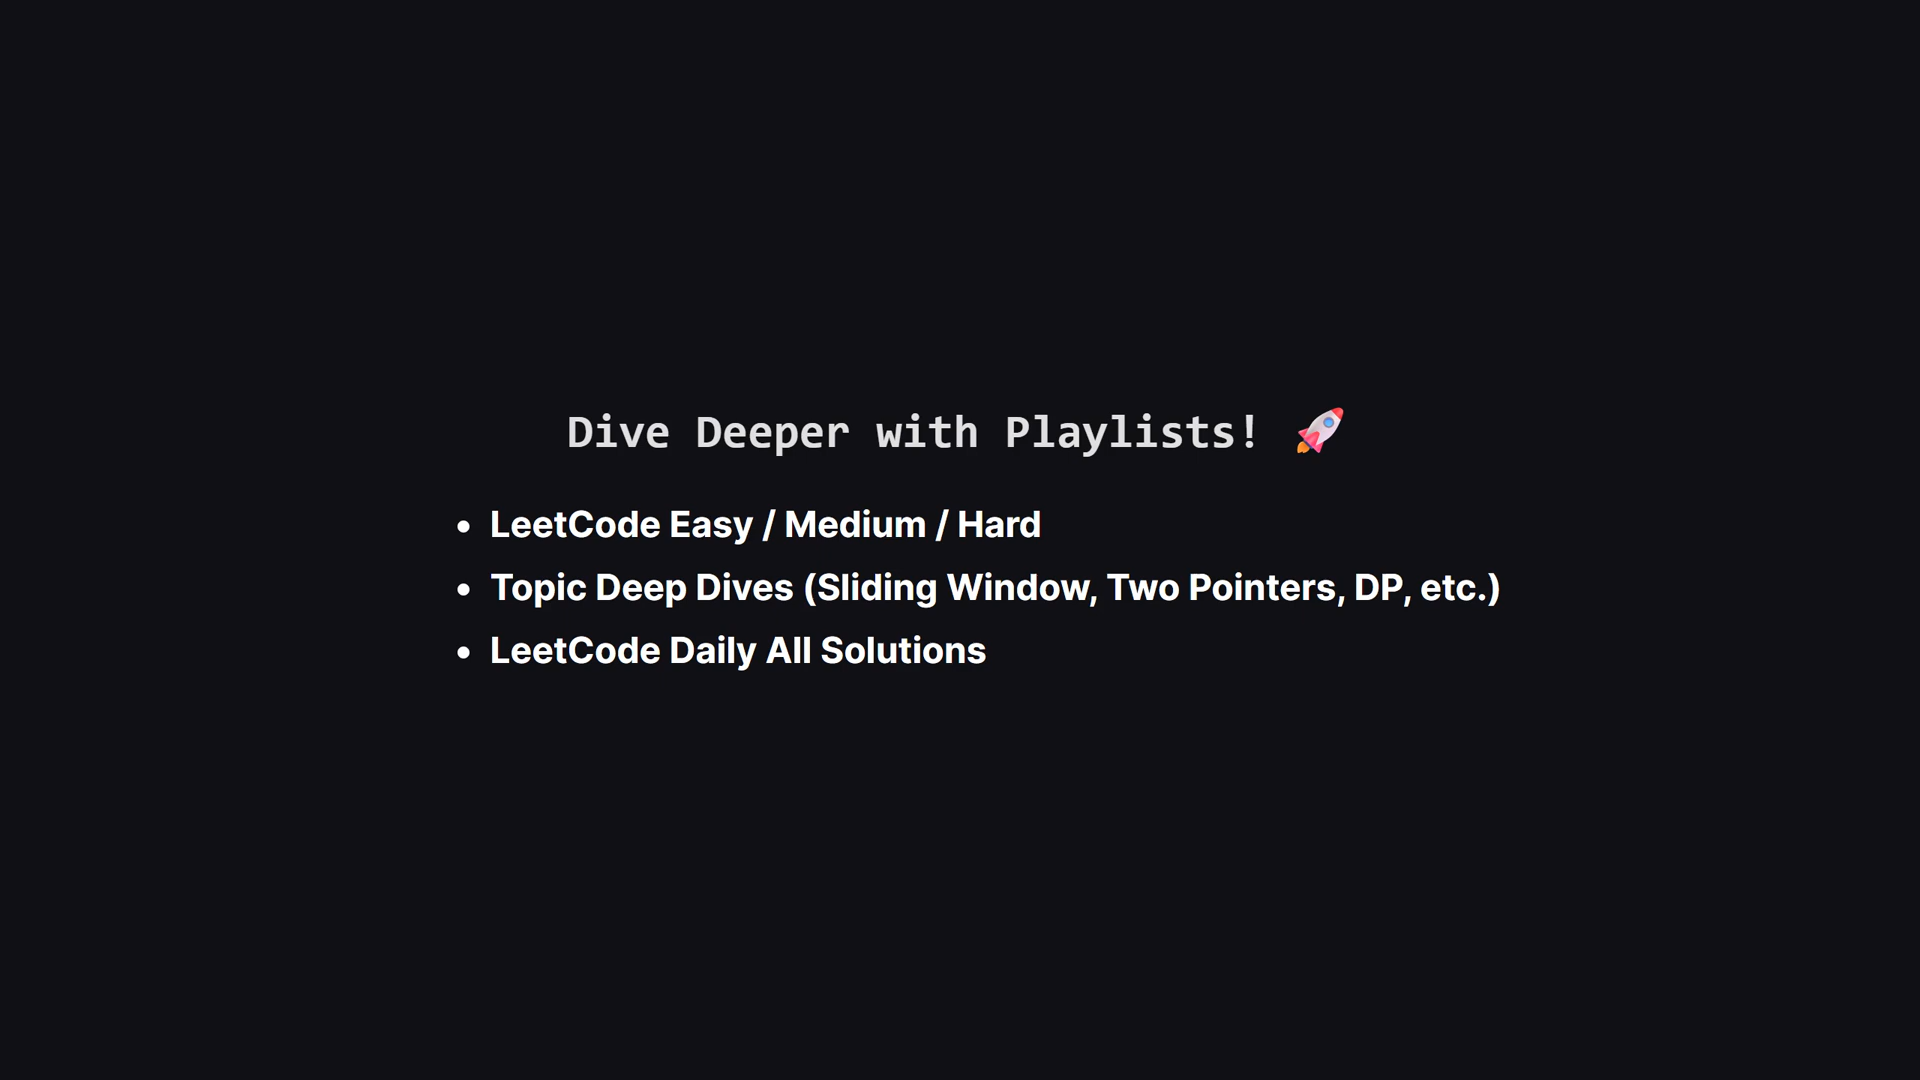 Dive Deeper with Playlists! 🚀
• LeetCode Easy / Medium / Hard
• Topic Deep Dives (Sliding Window, Two Pointers, DP, etc.)
• LeetCode Daily All Solutions